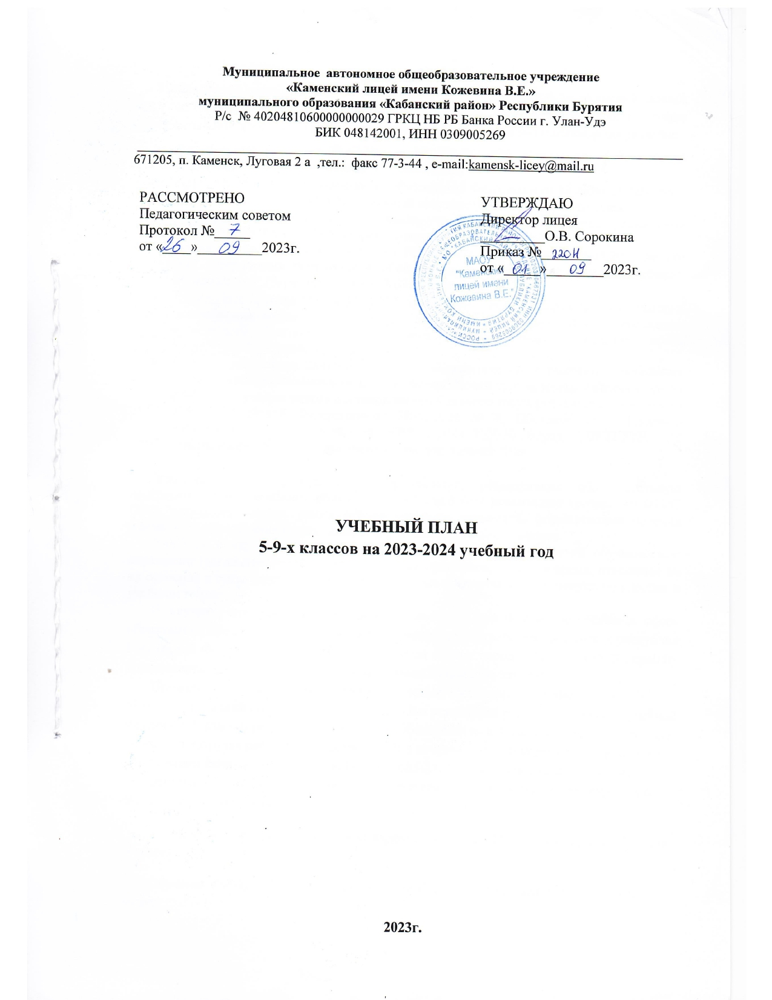 Муниципальное автономное общеобразовательное учреждение
«Каменский лицей имени Кожевина В.Е.»
муниципального образования «Кабанский район» Республики Бурятия
Р/с № 40204810600000000029 ГРКЦ НБ РБ Банка России г. Улан-Удэ
БИК 048142001, ИНН 0309005269
671205, п. Каменск, Луговая 2 а ,тел.: факс 77-3-44 , e-mail:kamensk-licey@mail.ru
РАССМОТРЕНО
Педагогическим советом
Протокол № 7
от «26» 09 2023г.
УТВЕРЖДАЮ
Директор лицея
О.В. Сорокина
Приказ №
от «01» 09 2023г.
МАОУ
"Каменский
лицей имени
Кожевина В.Е."
УЧЕБНЫЙ ПЛАН
5-9-х классов на 2023-2024 учебный год
2023г.